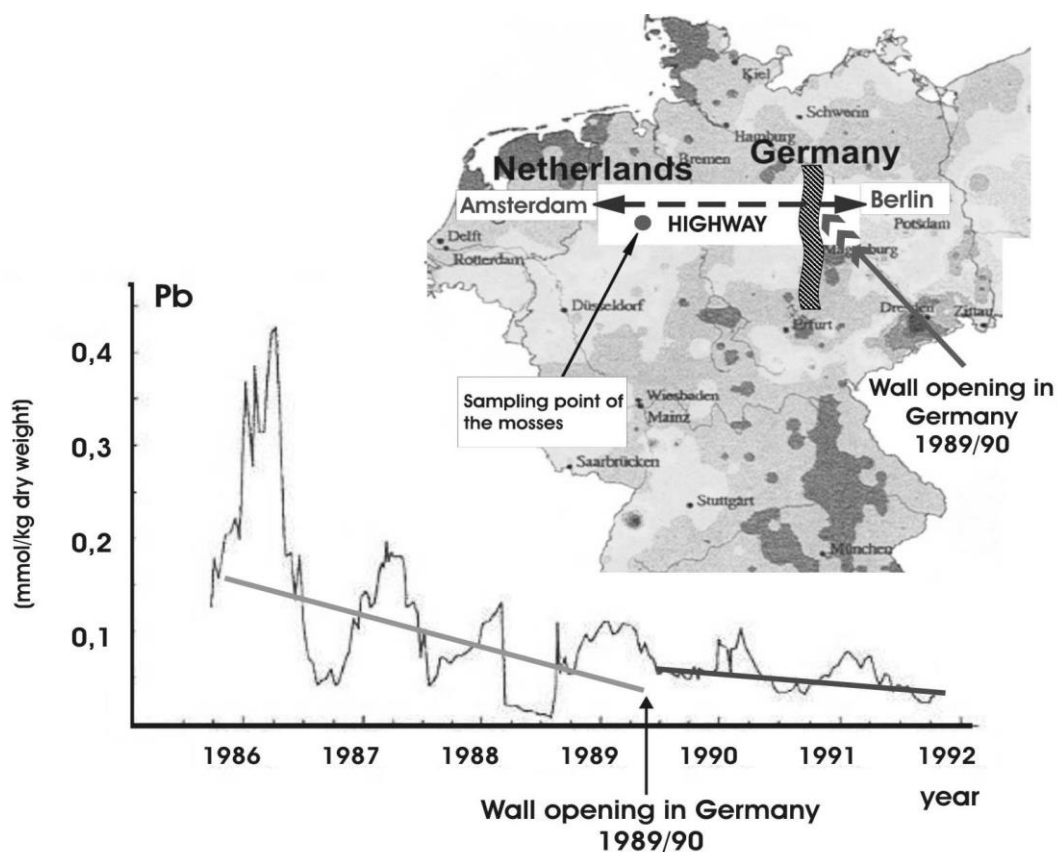 Kiel
Schwerin
Hamburg
Bremen
Netherlands
Germany
Amsterdam
Berlin
HIGHWAY
Potsdam
Magdeburg
Delft
Rotterdam
Düsseldorf
Erfurt
Dresden
Zittau
Pb
Sampling point of
the mosses
Wiesbaden
Mainz
Wall opening in
Germany
1989/90
Saarbrücken
Stuttgart
München
(mmol/kg dry weight)
0,4
0,3
0,2
0,1
1986
1987
1988
1989
1990
1991
1992
year
Wall opening in Germany
1989/90